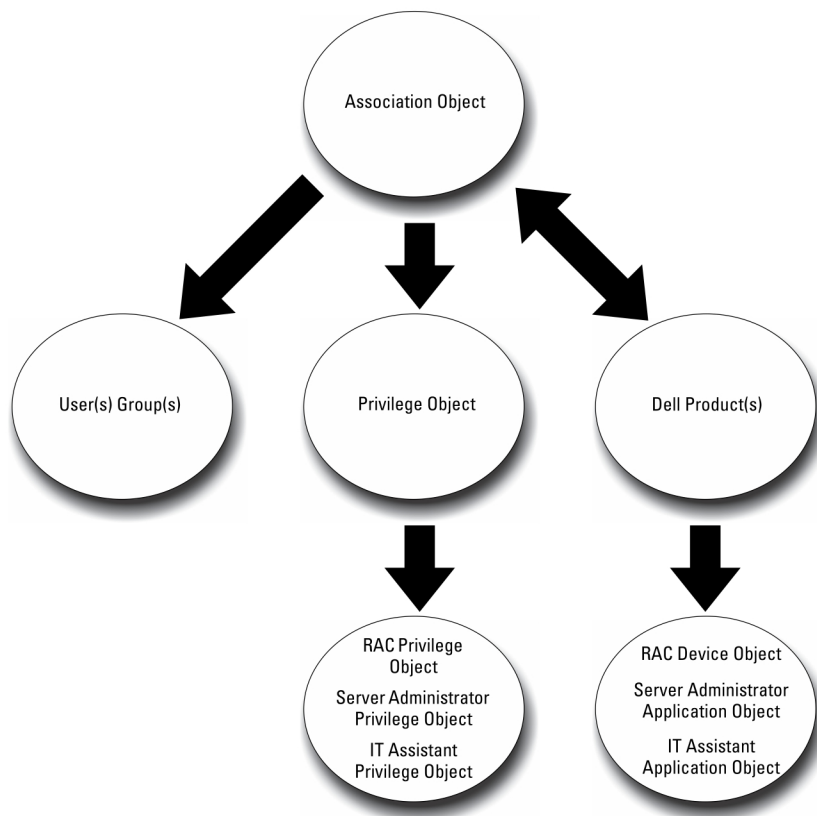 Association Object
User(s) Group(s)
Privilege Object
Dell Product(s)
RAC Privilege
Object
Server Administrator
Privilege Object
IT Assistant
Privilege Object
RAC Device Object
Server Administrator
Application Object
IT Assistant
Application Object